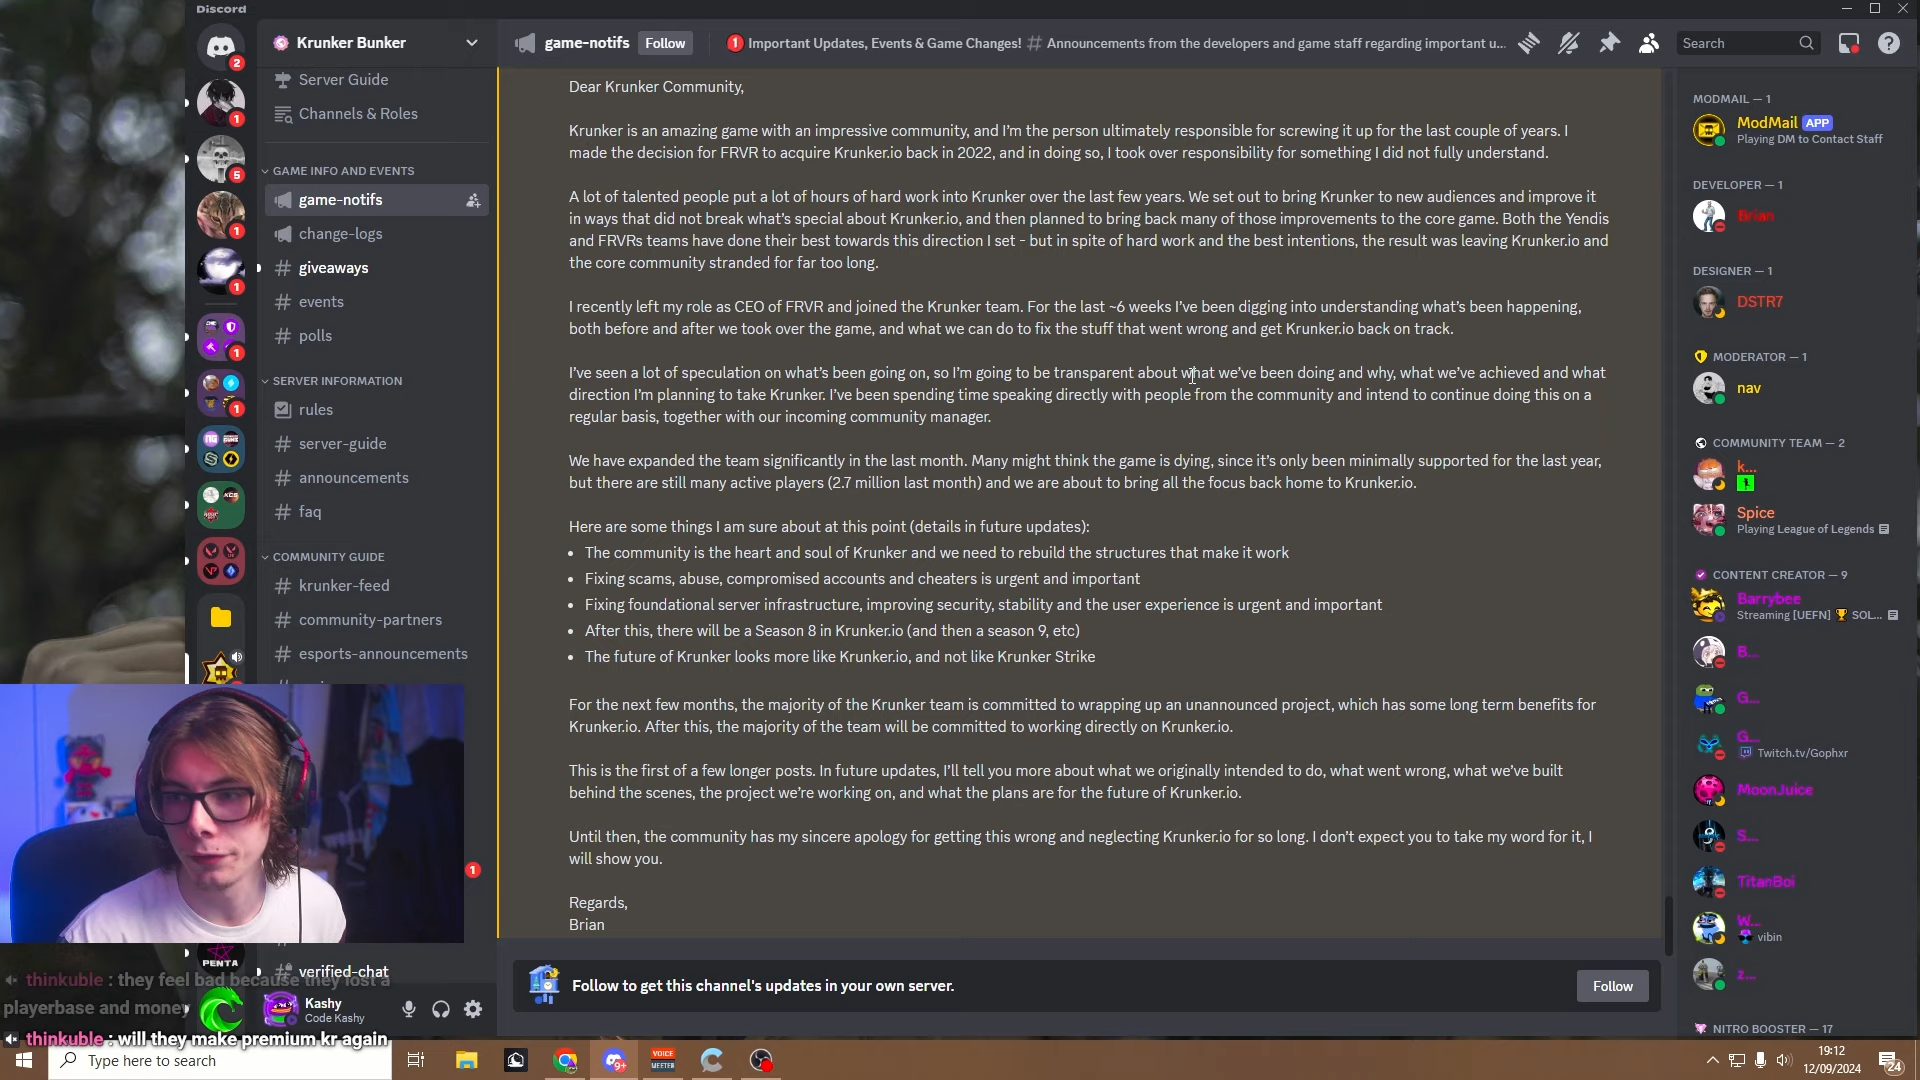 Discord
Krunker Bunker
game-notifs
Follow
Important Updates, Events & Game Changes! # Announcements from the developers and game staff regarding important u...
Search
2
1
5
1
1
1
1
Server Guide
Channels & Roles
GAME INFO AND EVENTS
game-notifs
change-logs
giveaways
events
polls
SERVER INFORMATION
rules
server-guide
announcements
faq
COMMUNITY GUIDE
krunker-feed
community-partners
esports-announcements
verified-chat
Dear Krunker Community,
Krunker is an amazing game with an impressive community, and I'm the person ultimately responsible for screwing it up for the last couple of years. I
made the decision for FRVR to acquire Krunker.io back in 2022, and in doing so, I took over responsibility for something I did not fully understand.
A lot of talented people put a lot of hours of hard work into Krunker over the last few years. We set out to bring Krunker to new audiences and improve it
in ways that did not break what's special about Krunker.io, and then planned to bring back many of those improvements to the core game. Both the Yendis
and FRVRs teams have done their best towards this direction I set - but in spite of hard work and the best intentions, the result was leaving Krunker.io and
the core community stranded for far too long.
I recently left my role as CEO of FRVR and joined the Krunker team. For the last ~6 weeks I've been digging into understanding what's been happening,
both before and after we took over the game, and what we can do to fix the stuff that went wrong and get Krunker.io back on track.
I've seen a lot of speculation on what's been going on, so I'm going to be transparent about what we've been doing and why, what we've achieved and what
direction I'm planning to take Krunker. I've been spending time speaking directly with people from the community and intend to continue doing this on a
regular basis, together with our incoming community manager.
We have expanded the team significantly in the last month. Many might think the game is dying, since it's only been minimally supported for the last year,
but there are still many active players (2.7 million last month) and we are about to bring all the focus back home to Krunker.io.
Here are some things I am sure about at this point (details in future updates):
• The community is the heart and soul of Krunker and we need to rebuild the structures that make it work
• Fixing scams, abuse, compromised accounts and cheaters is urgent and important
• Fixing foundational server infrastructure, improving security, stability and the user experience is urgent and important
• After this, there will be a Season 8 in Krunker.io (and then a season 9, etc)
• The future of Krunker looks more like Krunker.io, and not like Krunker Strike
For the next few months, the majority of the Krunker team is committed to wrapping up an unannounced project, which has some long term benefits for
Krunker.io. After this, the majority of the team will be committed to working directly on Krunker.io.
This is the first of a few longer posts. In future updates, I'll tell you more about what we originally intended to do, what went wrong, what we've built
behind the scenes, the project we're working on, and what the plans are for the future of Krunker.io.
Until then, the community has my sincere apology for getting this wrong and neglecting Krunker.io for so long. I don't expect you to take my word for it, I
will show you.
Regards,
Brian
Follow to get this channel's updates in your own server.
Follow
MODMAIL — 1
ModMail APP
Playing DM to Contact Staff
DEVELOPER — 1
Brian
DESIGNER — 1
DSTR7
MODERATOR — 1
nav
COMMUNITY TEAM — 2
k...
Spice
Playing League of Legends
CONTENT CREATOR — 9
Barrybee
Streaming [UEFN] 🏆 SOL...
B...
G...
G...
Twitch.tv/Gophxr
MoonJuice
S...
TitanBoi
W...
vibin
z...
NITRO BOOSTER — 17
1
PENTA
thinkuble : they feel bad because they lost a
playerbase and money
thinkuble : will they make premium kr again
Kashy
Code Kashy
Type here to search
9+
VOICE
MEETER
19:12
12/09/2024
24